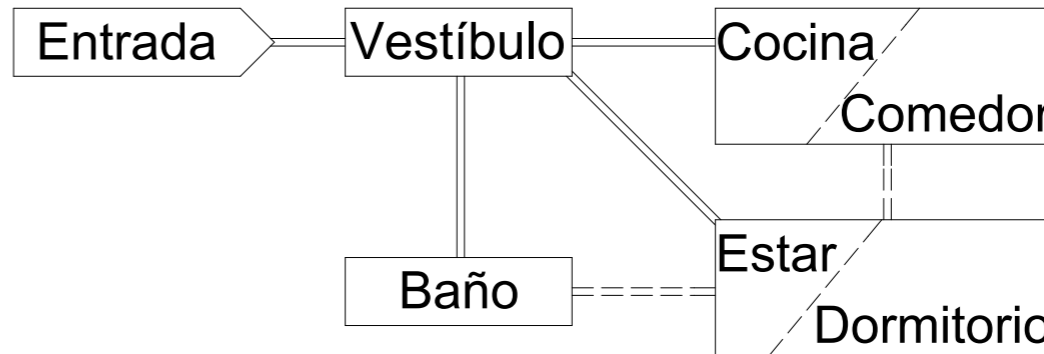 Entrada
Vestíbulo
Cocina
Comedor
Estar
Baño
Dormitorio